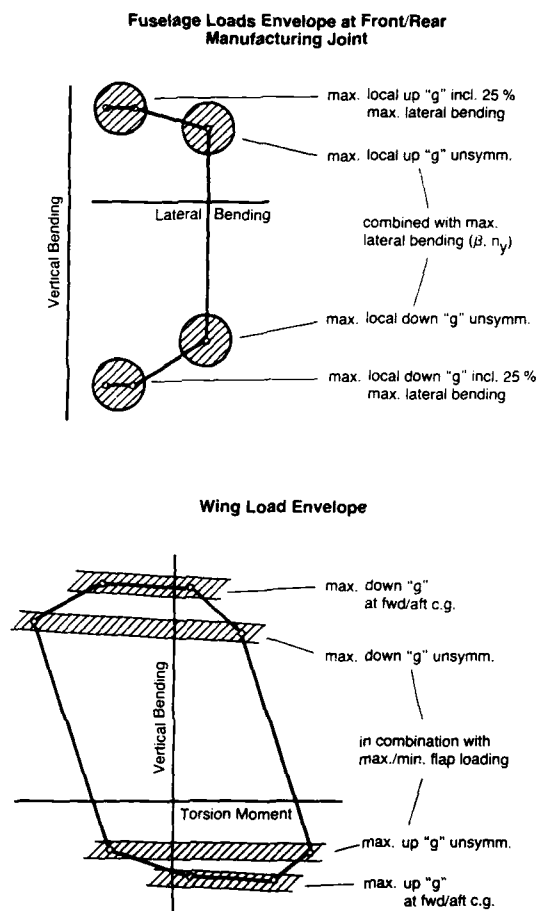 Fuselage Loads Envelope at Front/Rear
Manufacturing Joint
max. local up "g" incl. 25 %
max. lateral bending
max. local up "g" unsymm.
Lateral Bending
combined with max.
lateral bending (β. ny)
Vertical Bending
max. local down "g" unsymm.
max. local down "g" incl. 25 %
max. lateral bending
Wing Load Envelope
max. down "g"
at fwd/aft c.g.
max. down "g" unsymm.
Vertical Bending
in combination with
max./min. flap loading
Torsion Moment
max. up "g" unsymm.
max. up "g"
at fwd/aft c.g.